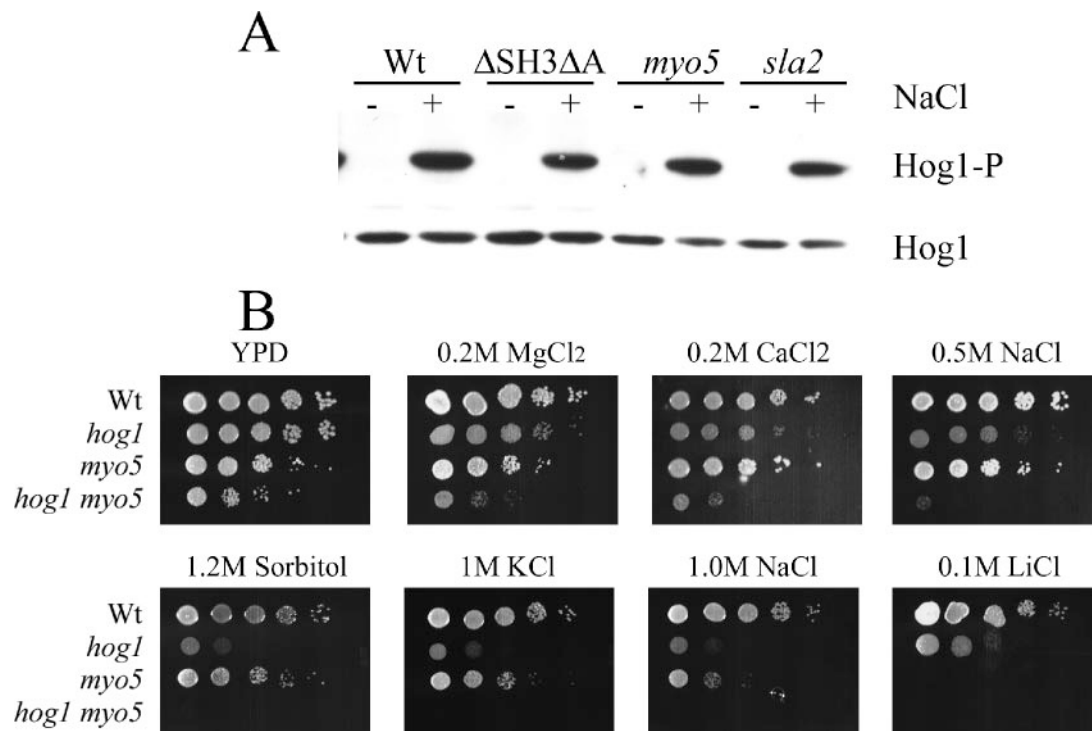 A
Wt ΔSH3ΔA myo5 sla2
- + - + - + - + NaCl
Hog1-P
Hog1
B
YPD 0.2M MgCl2 0.2M CaCl2 0.5M NaCl
Wt
hog1
myo5
hog1 myo5
1.2M Sorbitol 1M KCl 1.0M NaCl 0.1M LiCl
Wt
hog1
myo5
hog1 myo5